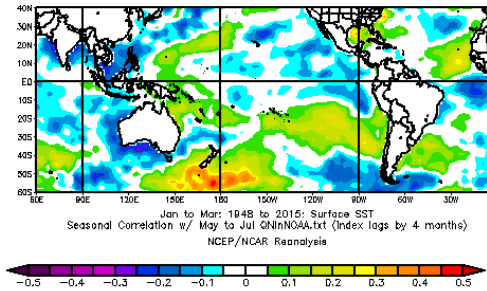 40N
30N
20N
10N
EQ
10S
20S
30S
40S
50S
60S
60E 90E 120E 150E 180 150W 120W 90W 60W 30W
Jan to Mar: 1948 to 2015: Surface SST
Seasonal Correlation w/ May to Jul QNInNOAA.txt (Index lags by 4 months)
NCEP/NCAR Reanalysis
-0.5 -0.4 -0.3 -0.2 -0.1 0.1 0.2 0.3 0.4 0.5